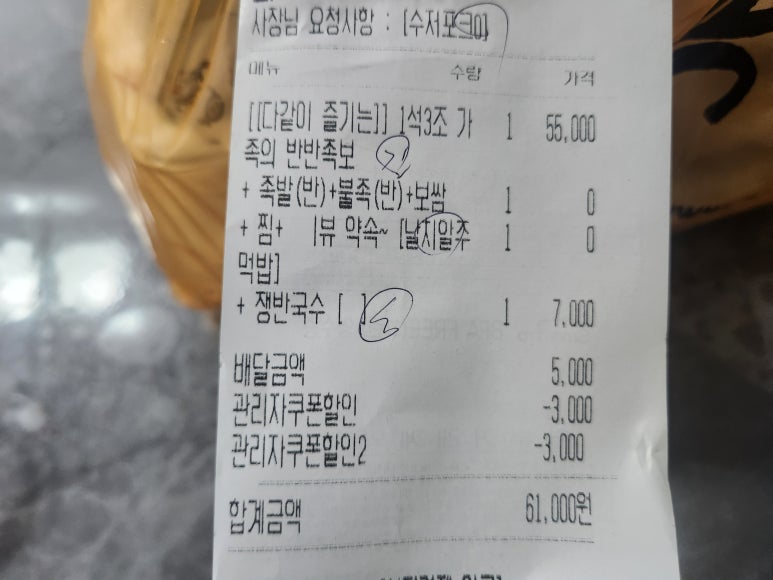 사장님 요청사항 : [수저포크O]
메뉴 수량 가격
[[다같이 즐기는]] 1석3조 가 1 55,000
족의 반반족보
+ 족발(반)+불족(반)+보쌈 1 0
+ 찜+ 뷰 약속~ [날치알주 1 0
먹밥]
+ 쟁반국수 [ ] 1 7,000
배달금액 5,000
관리자쿠폰할인 -3,000
관리자쿠폰할인2 -3,000
합계금액 61,000원